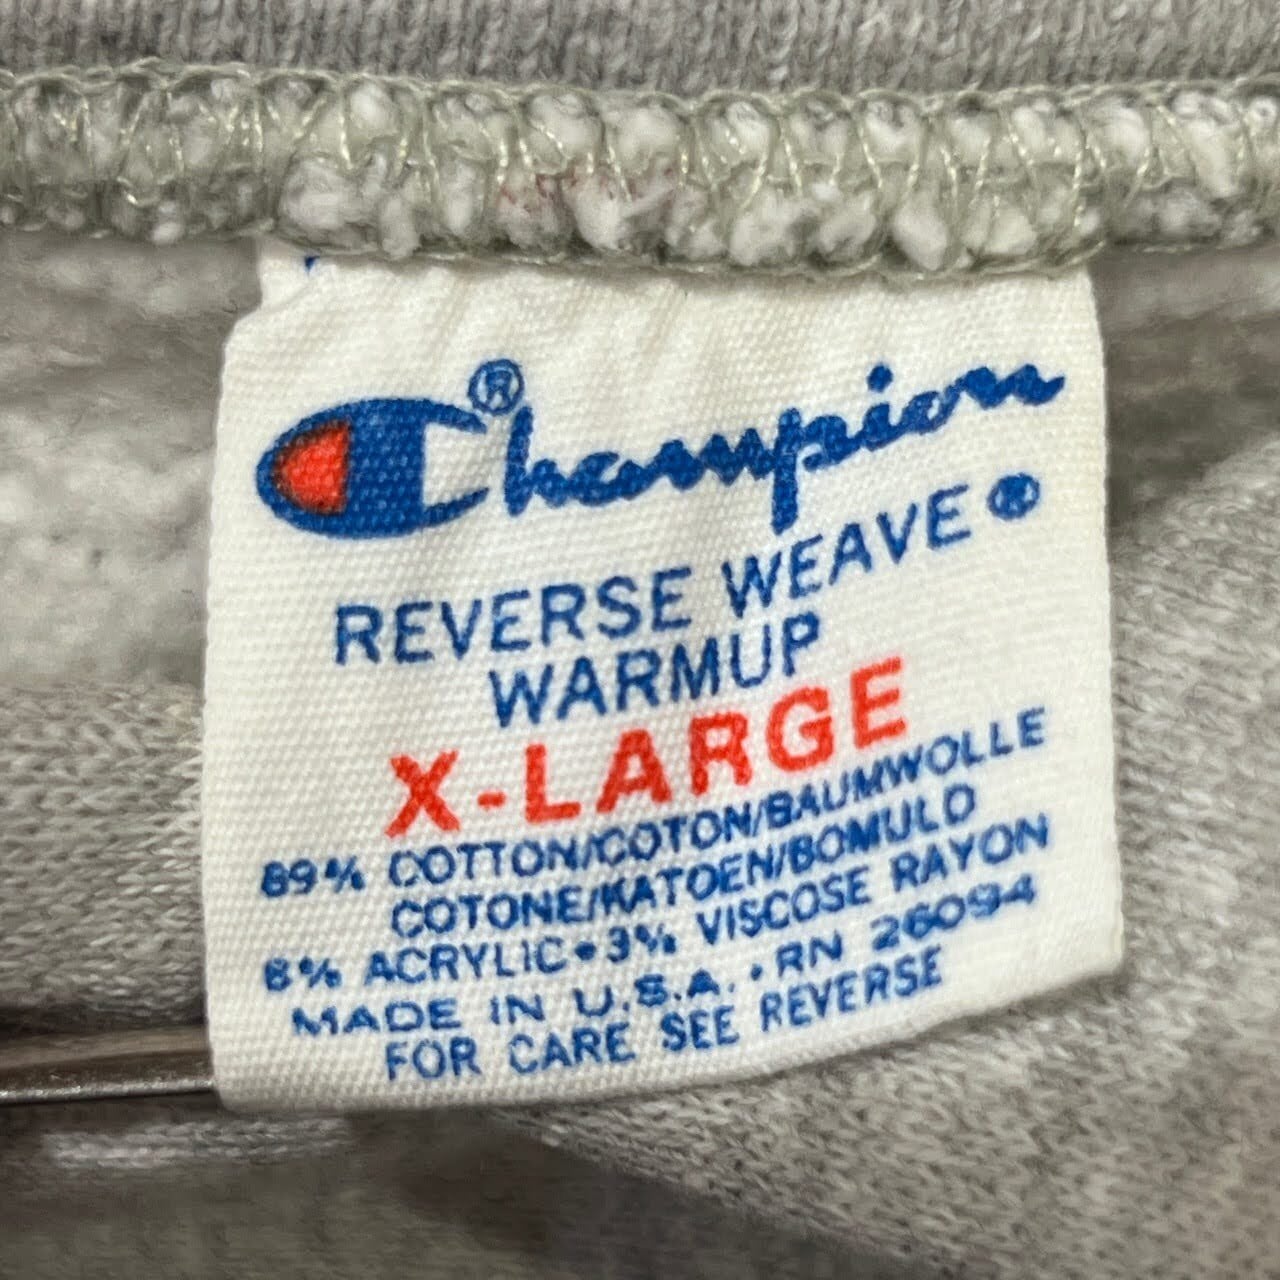 Champion®
REVERSE WEAVE®
WARMUP
X-LARGE
89% COTTON/COTON/BAUMWOLLE
COTONE/KATOEN/BOMULD
8% ACRYLIC • 3% VISCOSE RAYON
MADE IN U.S.A. • RN 26094
FOR CARE SEE REVERSE